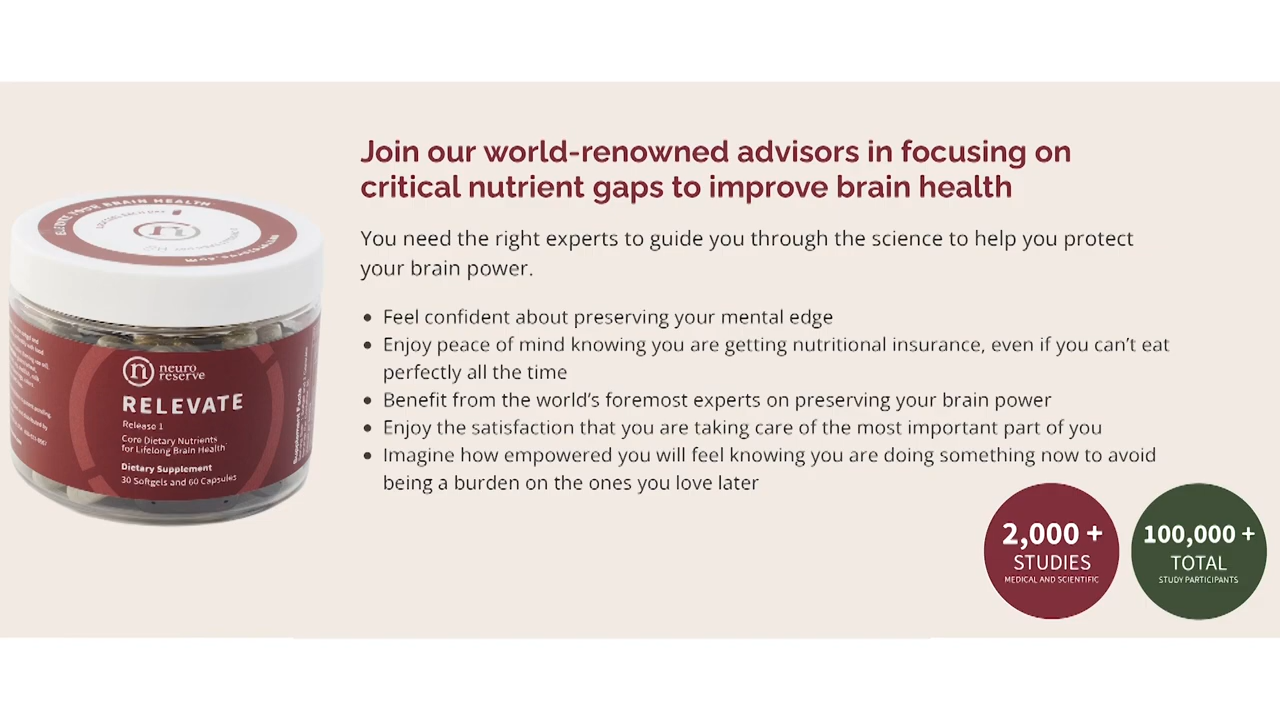 Join our world-renowned advisors in focusing on
critical nutrient gaps to improve brain health
You need the right experts to guide you through the science to help you protect
your brain power.
• Feel confident about preserving your mental edge
• Enjoy peace of mind knowing you are getting nutritional insurance, even if you can’t eat
perfectly all the time
• Benefit from the world’s foremost experts on preserving your brain power
• Enjoy the satisfaction that you are taking care of the most important part of you
• Imagine how empowered you will feel knowing you are doing something now to avoid
being a burden on the ones you love later
YOUR BRAIN HEALTH
n
neuro
reserve
RELEVATE
Release 1
Core Dietary Nutrients
for Lifelong Brain Health
Dietary Supplement
30 Softgels and 60 Capsules
Supplement Facts
2,000 +
STUDIES
MEDICAL AND SCIENTIFIC
100,000 +
TOTAL
STUDY PARTICIPANTS